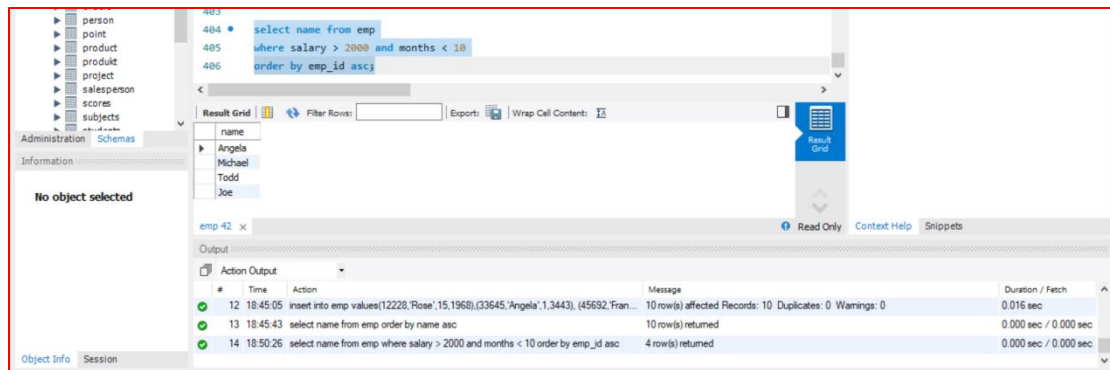 person
point
product
produkt
project
salesperson
scores
subjects
students
Administration Schemas
Information
No object selected
Object Info Session
403
404 select name from emp
405 where salary > 2000 and months < 10
406 order by emp_id asc;
Result Grid Filter Rows: Export: Wrap Cell Content:
name
Angela
Michael
Todd
Joe
Result
Grid
emp 42 Read Only Context Help Snippets
Output
Action Output
# Time Action Message Duration / Fetch
12 18:45:05 insert into emp values(12228,'Rose',15,1968),(33645,'Angela',1,3443), (45692,'Fran... 10 row(s) affected Records: 10 Duplicates: 0 Warnings: 0 0.016 sec
13 18:45:43 select name from emp order by name asc 10 row(s) returned 0.000 sec / 0.000 sec
14 18:50:26 select name from emp where salary > 2000 and months < 10 order by emp_id asc 4 row(s) returned 0.000 sec / 0.000 sec